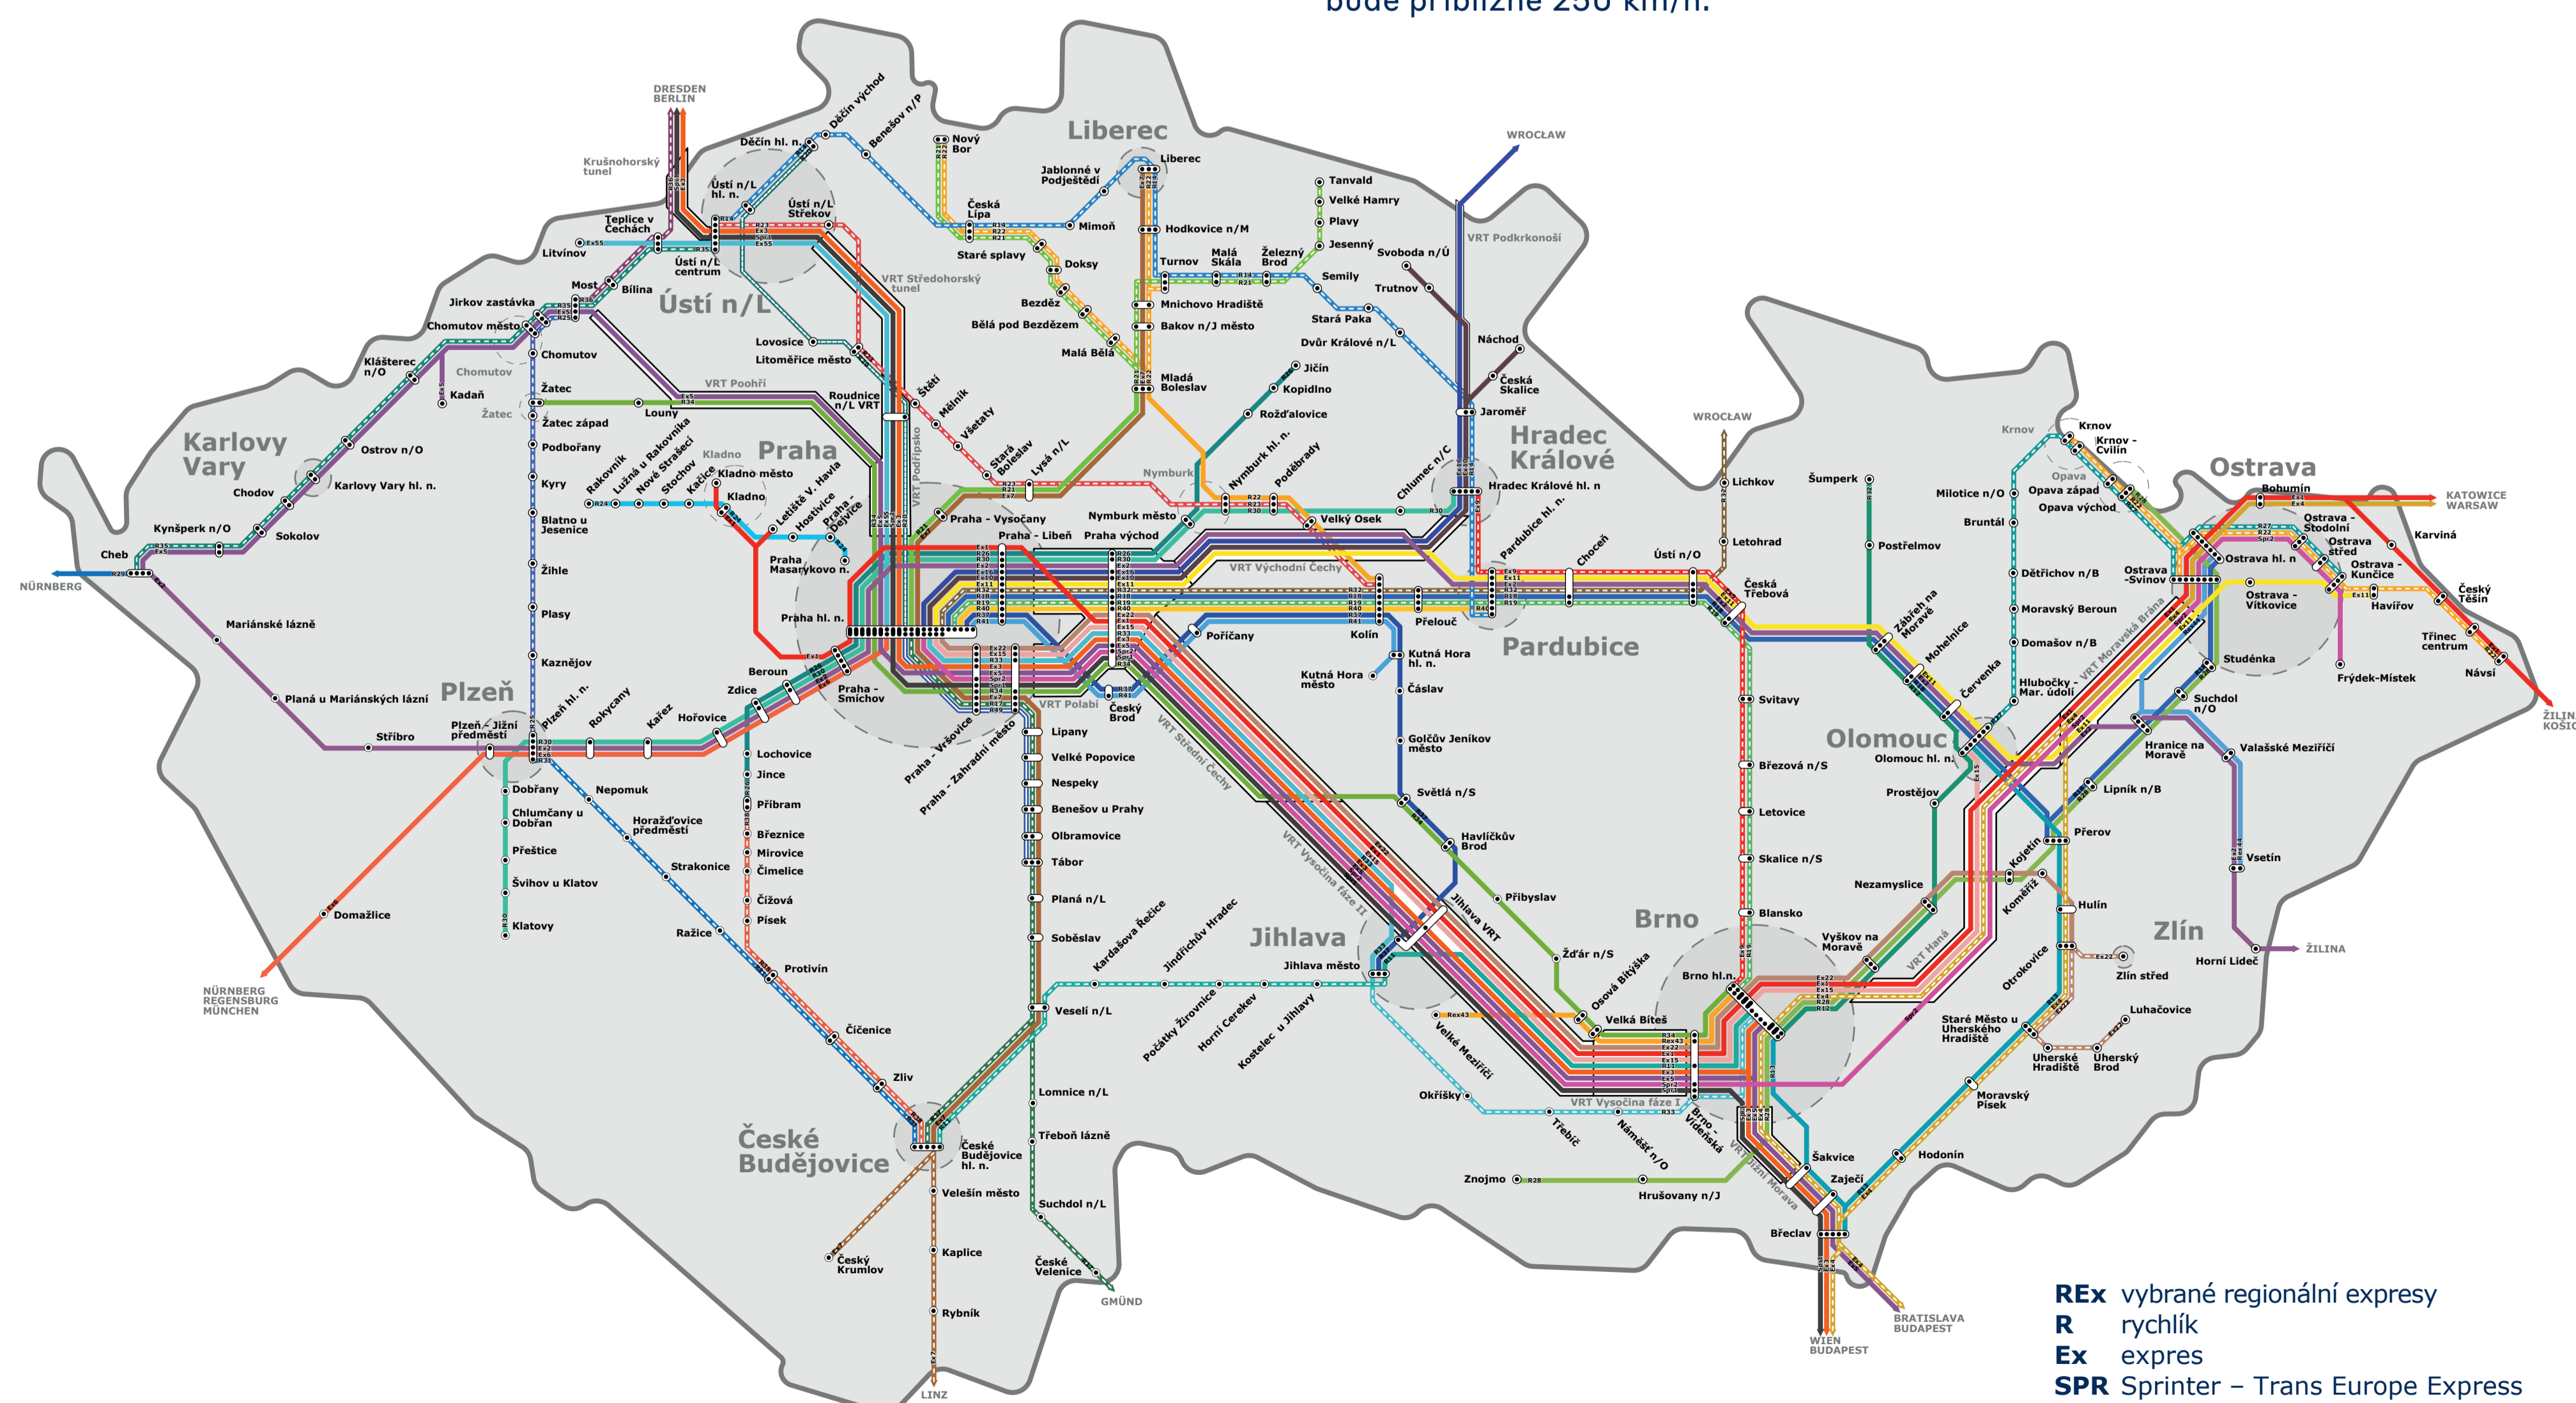 bude přibližně 250 km/h.
DRESDEN
BERLIN
Krušnohorský
tunel
Děčín východ
Děčín hl. n.
Benešov n/P
Nový
Bor
Liberec
Liberec
Jablonné v
Podještědí
WROCŁAW
Tanvald
Velké Hamry
Plavy
Jesenný
Ústí n/L
hl. n.
Ústí n/L
Střekov
Teplice v
Čechách
Litvínov
Ústí n/L
centrum
Ústí n/L
Česká
Lípa
Mimoň
Staré splavy
Doksy
Bezděz
Bělá pod Bezdězem
Malá Bělá
Hodkovice n/M
Turnov
Malá
Skála
Železný
Brod
Semily
Stará Paka
Dvůr Králové n/L
Mnichovo Hradiště
Bakov n/J město
Mladá
Boleslav
Svoboda n/Ú
Trutnov
VRT Podkrkonoší
Náchod
Česká
Skalice
Jaroměř
VRT Středohorský
tunel
Most
Bílina
Jirkov zastávka
Chomutov město
Lovosice
Litoměřice město
Klášterec
n/O
Chomutov
Chomutov
Kadaň
Žatec
Žatec
Žatec západ
Louny
VRT Poohří
Roudnice
n/L VRT
Štětí
Mělník
Všetaty
Stará
Boleslav
Lysá n/L
VRT Podřipsko
Jičín
Kopidlno
Rožďalovice
Karlovy
Vary
Ostrov n/O
Karlovy Vary hl. n.
Chodov
Sokolov
Kynšperk n/O
Cheb
NÜRNBERG
Podbořany
Kryry
Blatno u
Jesenice
Žihle
Plasy
Kaznějov
Rakovník
Lužná u Rakovníka
Nové Strašecí
Stochov
Kačice
Kladno
Kladno město
Kladno
Praha
Letiště V. Havla
Hostivice
Praha -
Dejvice
Praha
Masarykovo n.
Praha hl. n.
Praha - Vysočany
Praha - Libeň
Praha východ
Praha -
Smíchov
Praha - Vršovice
Praha - Zahradní město
Nymburk
Nymburk hl. n.
Nymburk město
Poděbrady
Velký Osek
Chlumec n/C
Hradec
Králové
Hradec Králové hl. n
Pardubice hl. n.
Pardubice
VRT Východní Čechy
Choceň
Ústí n/O
Česká
Třebová
WROCŁAW
Lichkov
Letohrad
Přelouč
Kolín
Poříčany
Český
Brod
VRT Polabí
VRT Střední Čechy
Kutná Hora
hl. n.
Kutná Hora
město
Čáslav
Golčův Jeníkov
město
Světlá n/S
Havlíčkův
Brod
Přibyslav
Žďár n/S
Osová Bítýška
Velká Bíteš
Velké Meziříčí
VRT Vysočina fáze II
VRT Vysočina fáze I
Jihlava VRT
Jihlava
Jihlava město
Mariánské lázně
Planá u Mariánských lázní
Stříbro
Plzeň
Plzeň - Jižní
předměstí
Plzeň hl. n.
Rokycany
Kařez
Hořovice
Zdice
Beroun
Domažlice
NÜRNBERG
REGENSBURG
MÜNCHEN
Dobřany
Chlumčany u
Dobřan
Přeštice
Švihov u Klatov
Klatovy
Nepomuk
Horažďovice
předměstí
Strakonice
Ražice
Protivín
Číčenice
Zliv
Lochovice
Jince
Příbram
Březnice
Mirovice
Čimelice
Čížová
Písek
Lipany
Velké Popovice
Nespeky
Benešov u Prahy
Olbramovice
Tábor
Planá n/L
Soběslav
Veselí n/L
Kardašova Řečice
Jindřichův Hradec
Počátky Žirovnice
Horní Cerekev
Kostelec u Jihlavy
Lomnice n/L
Třeboň lázně
Suchdol n/L
České
Velenice
GMÜND
České
Budějovice
České
Budějovice
hl. n.
Velešín město
Český
Krumlov
Kaplice
Rybník
LINZ
Okříšky
Třebíč
Náměšť n/O
Brno -
Vídeňská
Brno
Brno hl.n.
Svitavy
Březová n/S
Letovice
Skalice n/S
Blansko
Znojmo
Hrušovany n/J
VRT Jižní Morava
Šakvice
Zaječí
Břeclav
WIEN
BUDAPEST
BRATISLAVA
BUDAPEST
Hodonín
Moravský
Písek
Staré Město u
Uherského
Hradiště
Uherské
Hradiště
Uherský
Brod
Luhačovice
Otrokovice
Zlín
Zlín střed
Hulín
Koměříž
Kojetín
Přerov
Nezamyslice
Vyškov na
Moravě
VRT Haná
Prostějov
Olomouc
Olomouc hl. n.
Červenka
Mohelnice
Zábřeh na
Moravě
Šumperk
Postřelmov
Krnov
Krnov
Krnov -
Cvilín
Opava
Opava západ
Opava východ
Milotice n/O
Bruntál
Dětřichov n/B
Moravský Beroun
Domašov n/B
Hlubočky -
Mar. údolí
VRT Moravská Brána
Ostrava
Bohumín
KATOWICE
WARSAW
Ostrava -
Stodolní
Ostrava
střed
Ostrava hl. n
Ostrava -
Kunčice
Ostrava
-Svinov
Ostrava -
Vítkovice
Karviná
Havířov
Český
Těšín
Třinec
centrum
Návsí
Frýdek-Místek
Studénka
Suchdol
n/O
Hranice na
Moravě
Lipník n/B
Valašské Meziříčí
Vsetín
Horní Lideč
ŽILINA
REx vybrané regionální expresy
R rychlík
Ex expres
SPR Sprinter – Trans Europe Express